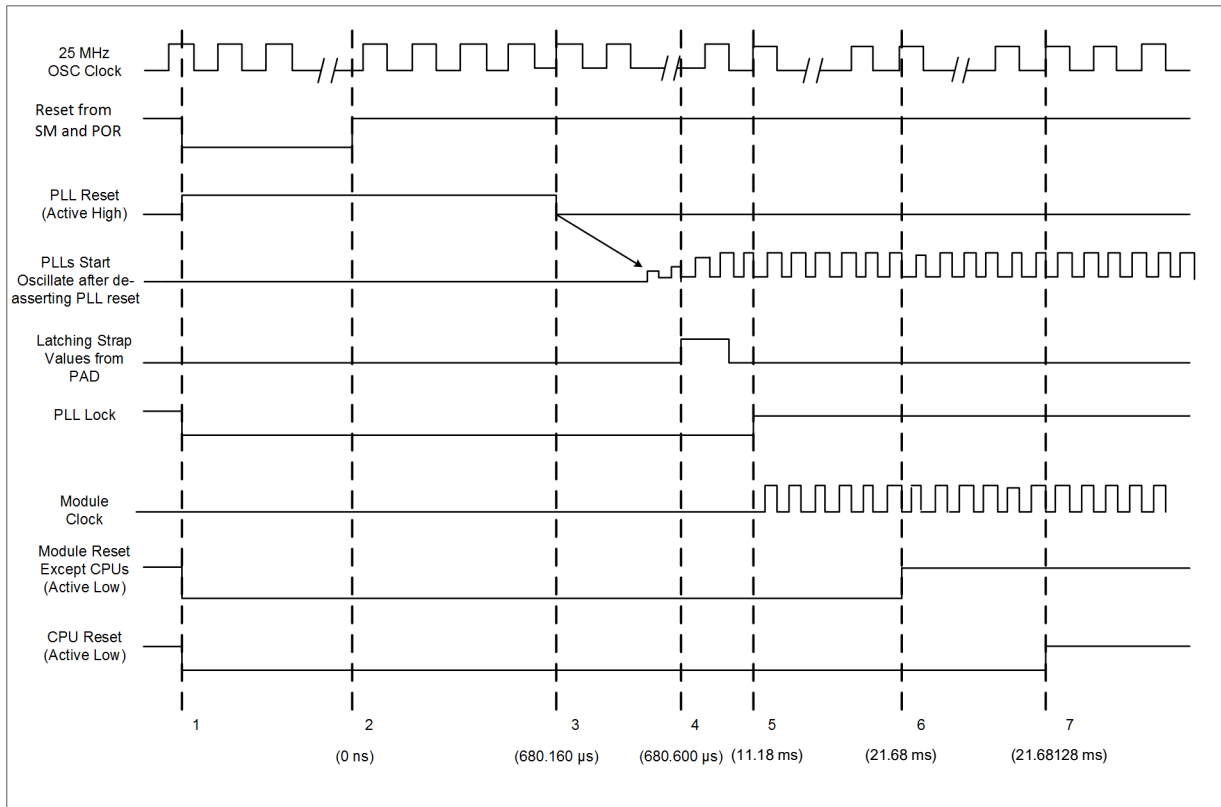 25 MHz
OSC Clock
Reset from
SM and POR
PLL Reset
(Active High)
PLLs Start
Oscillate after de-
asserting PLL reset
Latching Strap
Values from
PAD
PLL Lock
Module
Clock
Module Reset
Except CPUs
(Active Low)
CPU Reset
(Active Low)
1 2 3 4 5 6 7
(0 ns) (680.160 µs) (680.600 µs) (11.18 ms) (21.68 ms) (21.68128 ms)